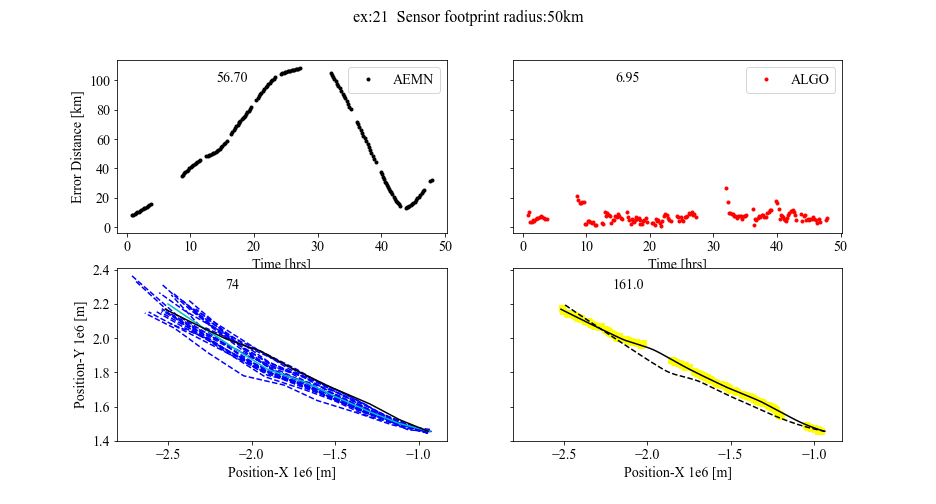 ex:21 Sensor footprint radius:50km
56.70
AEMN
6.95
ALGO
Error Distance [km]
100
80
60
40
20
0
0 10 20 30 40 50
0 10 20 30 40 50
Time [hrs]
Time [hrs]
74
161.0
Position-Y 1e6 [m]
2.4
2.2
2.0
1.8
1.6
1.4
−2.5 −2.0 −1.5 −1.0
−2.5 −2.0 −1.5 −1.0
Position-X 1e6 [m]
Position-X 1e6 [m]